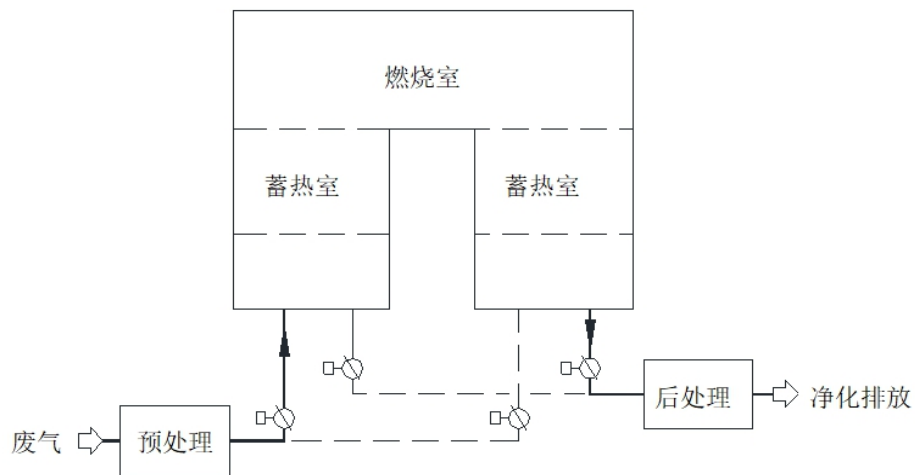 燃烧室
蓄热室
蓄热室
后处理
净化排放
废气
预处理